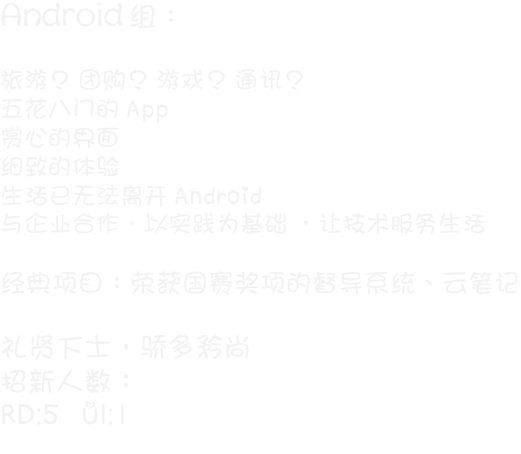 Android组：
旅游？团购？游戏？通讯？
五花八门的 App
赏心的界面
细致的体验
生活已无法离开 Android
与企业合作，以实践为基础 ，让技术服务生活
经典项目：荣获国赛奖项的督导系统、云笔记
礼贤下士，骄多矜尚
招新人数：
RD:5 UI:1